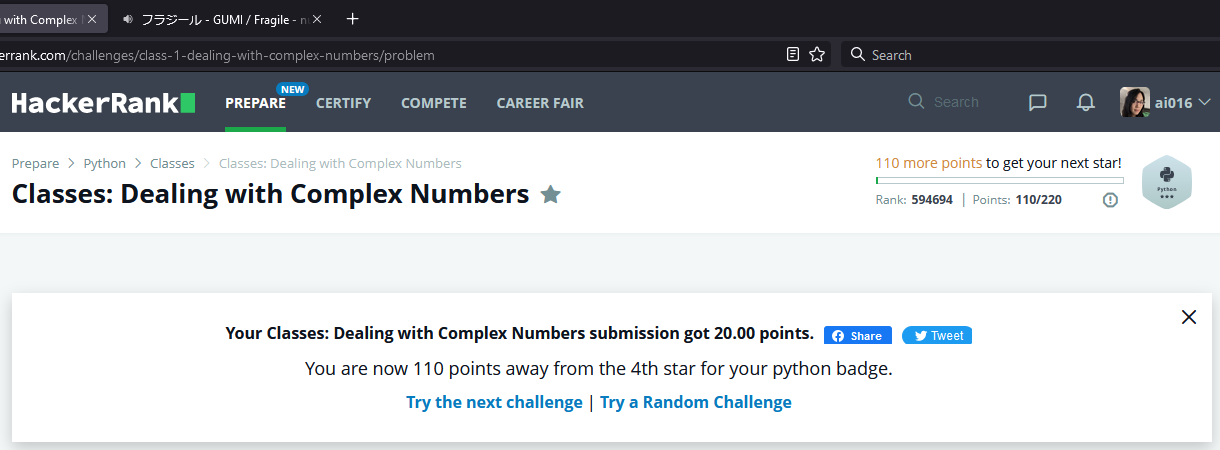 with Complex
フラジール - GUMI / Fragile -
errank.com/challenges/class-1-dealing-with-complex-numbers/problem
Search
HackerRank
PREPARE
NEW
CERTIFY
COMPETE
CAREER FAIR
Search
ai016
Prepare > Python > Classes > Classes: Dealing with Complex Numbers
110 more points to get your next star!
Classes: Dealing with Complex Numbers
Rank: 594694 | Points: 110/220
Python
Your Classes: Dealing with Complex Numbers submission got 20.00 points.
Share
Tweet
You are now 110 points away from the 4th star for your python badge.
Try the next challenge | Try a Random Challenge